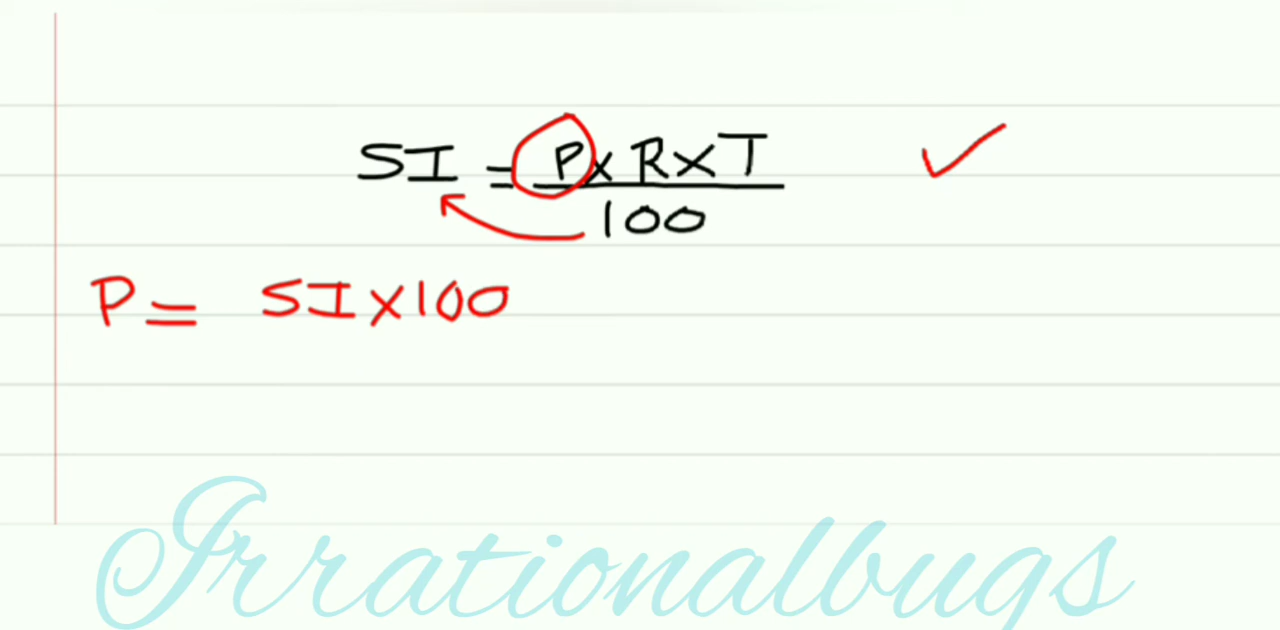 SI = P x R x T
100
P = SI x 100
Irrationalbugs